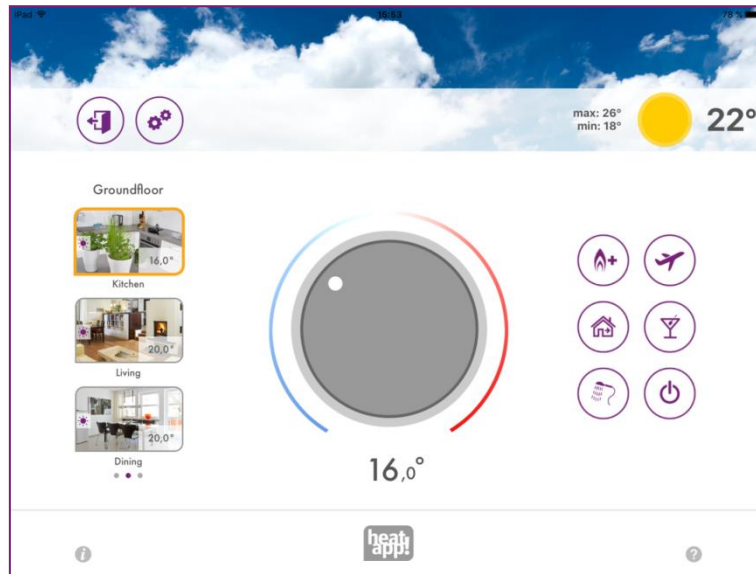 iPad
15:53
78 %
max: 26°
min: 18°
22°
Groundfloor
16,0°
Kitchen
20,0°
Living
20,0°
Dining
16,0°
heat
app!
i
?